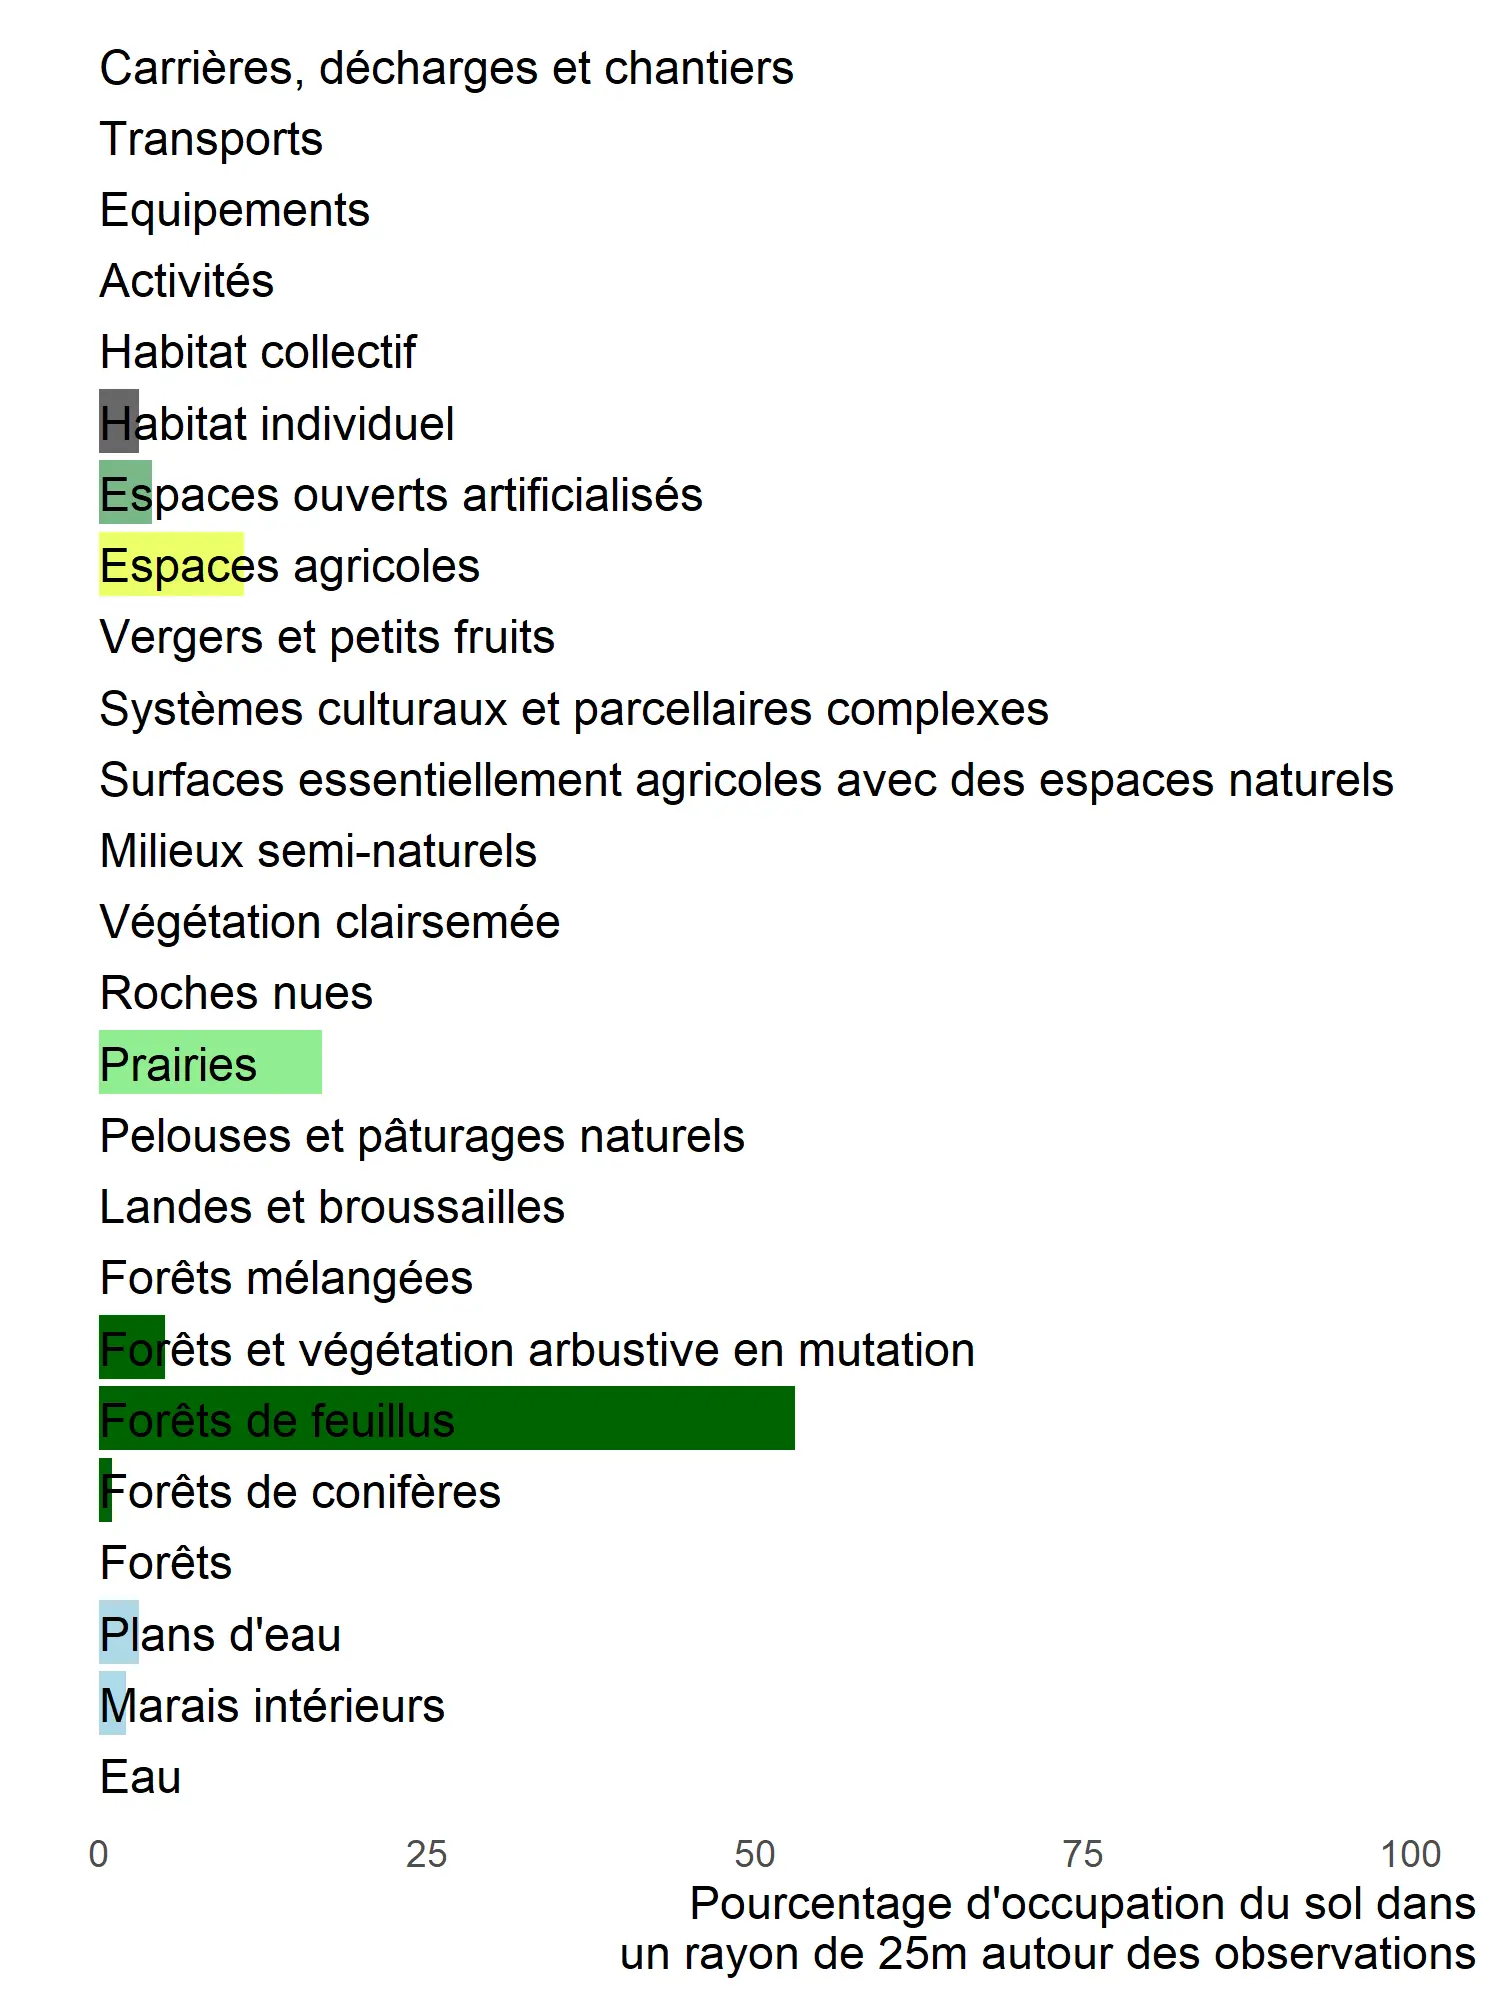 Carrières, décharges et chantiers
Transports
Equipements
Activités
Habitat collectif
Habitat individuel
Espaces ouverts artificialisés
Espaces agricoles
Vergers et petits fruits
Systèmes culturaux et parcellaires complexes
Surfaces essentiellement agricoles avec des espaces naturels
Milieux semi-naturels
Végétation clairsemée
Roches nues
Prairies
Pelouses et pâturages naturels
Landes et broussailles
Forêts mélangées
Forêts et végétation arbustive en mutation
Forêts de feuillus
Forêts de conifères
Forêts
Plans d'eau
Marais intérieurs
Eau
0 25 50 75 100
Pourcentage d'occupation du sol dans
un rayon de 25m autour des observations